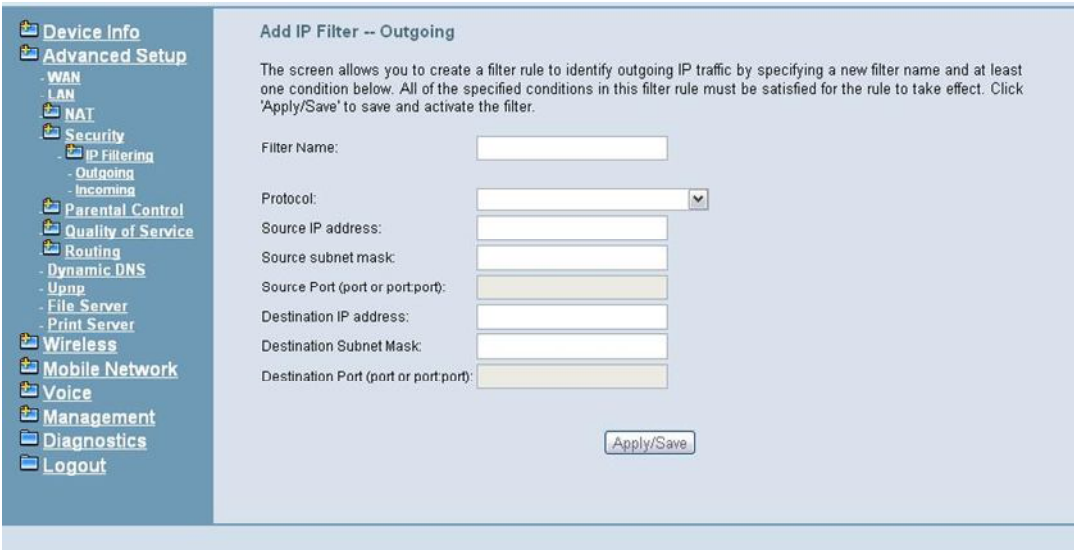 Device Info
Advanced Setup
- WAN
- LAN
NAT
Security
IP Filtering
- Outgoing
- Incoming
Parental Control
Quality of Service
Routing
- Dynamic DNS
- Upnp
- File Server
- Print Server
Wireless
Mobile Network
Voice
Management
Diagnostics
Logout
Add IP Filter -- Outgoing
The screen allows you to create a filter rule to identify outgoing IP traffic by specifying a new filter name and at least
one condition below. All of the specified conditions in this filter rule must be satisfied for the rule to take effect. Click
'Apply/Save' to save and activate the filter.
Filter Name:
Protocol:
Source IP address:
Source subnet mask:
Source Port (port or port:port):
Destination IP address:
Destination Subnet Mask:
Destination Port (port or port:port):
Apply/Save